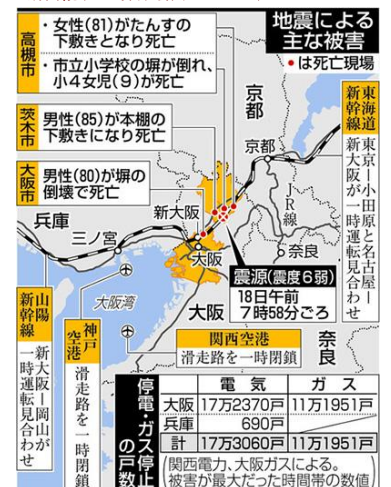 地震による
主な被害
●は死亡現場
高槻市
・女性(81)がたんすの
下敷きとなり死亡
・市立小学校の塀が倒れ、
小4女児(9)が死亡
茨木市
男性(85)が本棚の
下敷きになり死亡
大阪市
男性(80)が塀の
倒壊で死亡
東海道
新幹線
東京―小田原と名古屋―
新大阪が一時運転見合わせ
京都
京都
JR線
新大阪
兵庫
三ノ宮
大阪
奈良
震源(震度6弱)
18日午前
7時58分ごろ
大阪湾
大阪
奈良
関西空港
滑走路を一時閉鎖
山陽
新幹線
新大阪―岡山が
一時運転見合わせ
神戸
空港
滑走路を一時閉鎖
停電・ガス停止
の戸数
電気 ガス
大阪 17万2370戸 11万1951戸
兵庫 690戸
計 17万3060戸 11万1951戸
(関西電力、大阪ガスによる。
被害が最大だった時間帯の数値)